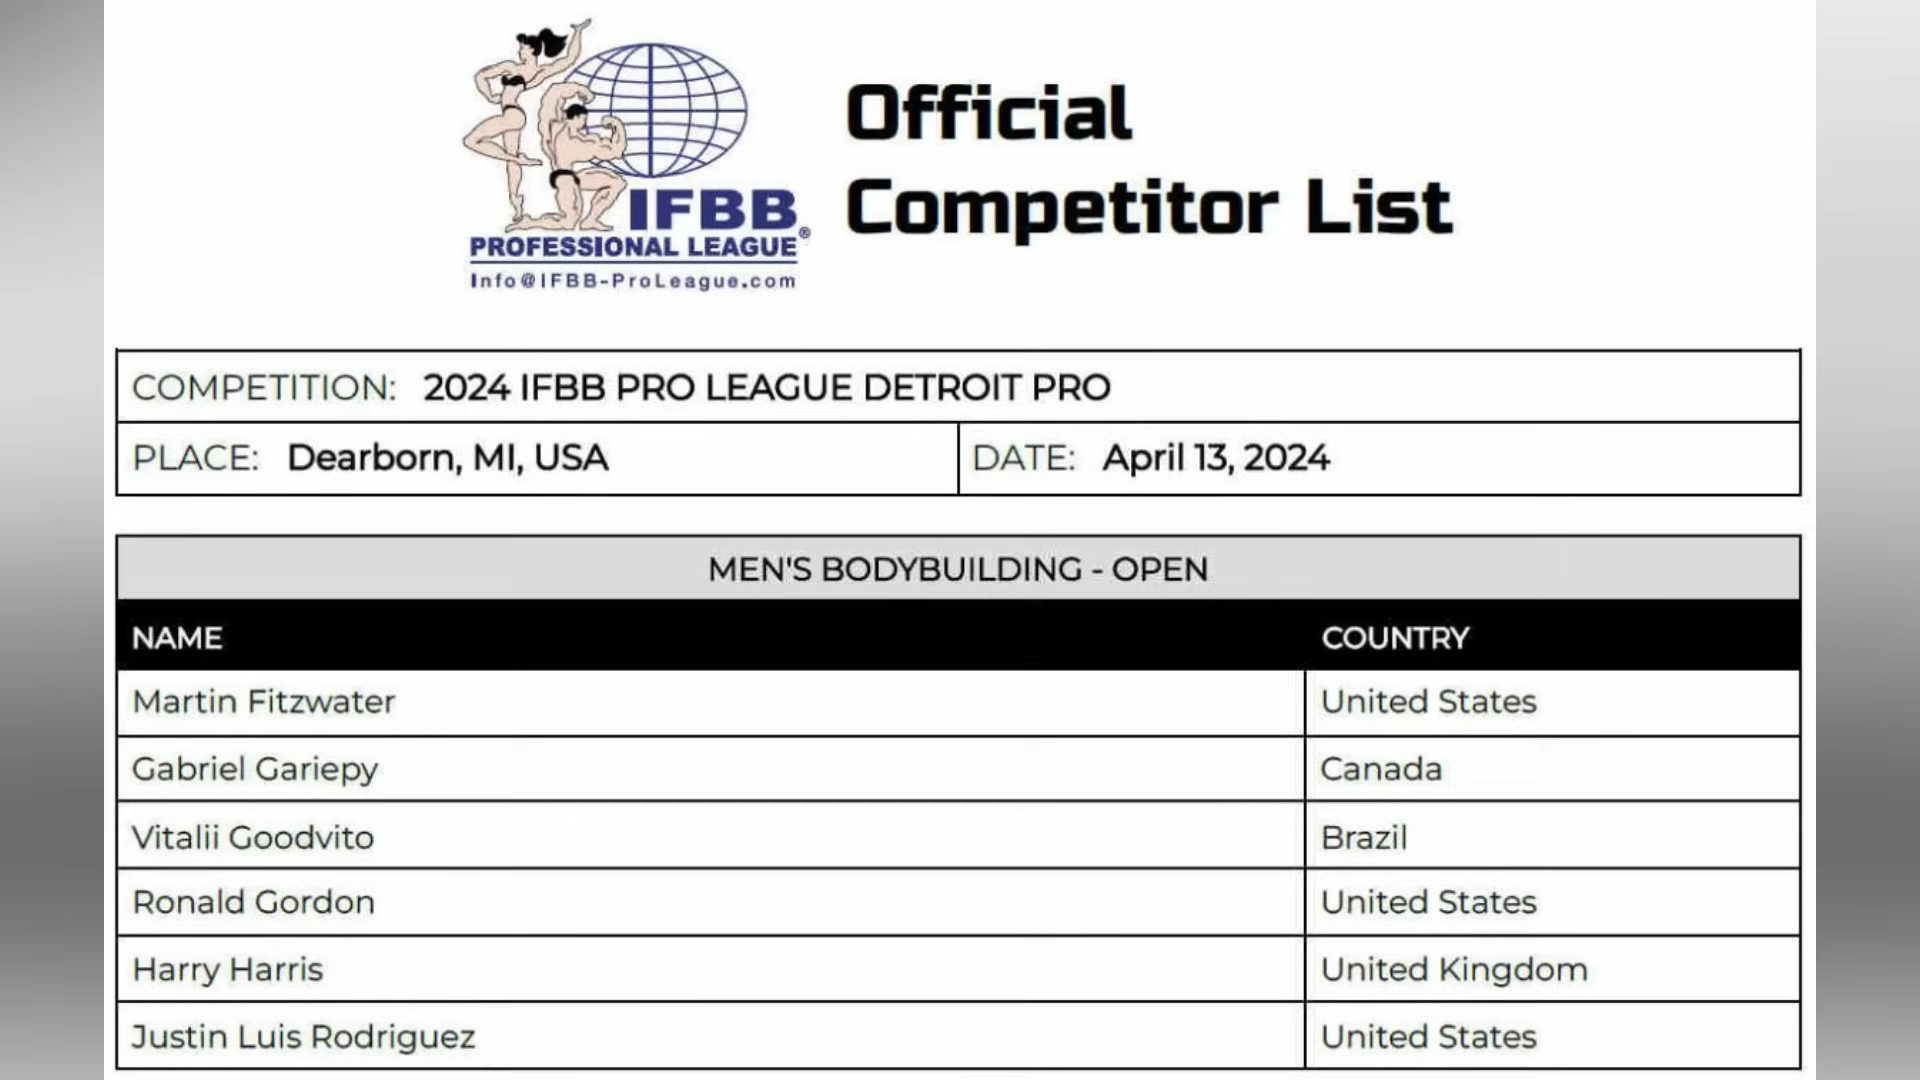 Official
Competitor List
IFBB
PROFESSIONAL LEAGUE®
Info@IFBB-ProLeague.com
COMPETITION: 2024 IFBB PRO LEAGUE DETROIT PRO
PLACE: Dearborn, MI, USA DATE: April 13, 2024
MEN'S BODYBUILDING - OPEN
NAME COUNTRY
Martin Fitzwater United States
Gabriel Gariepy Canada
Vitalii Goodvito Brazil
Ronald Gordon United States
Harry Harris United Kingdom
Justin Luis Rodriguez United States